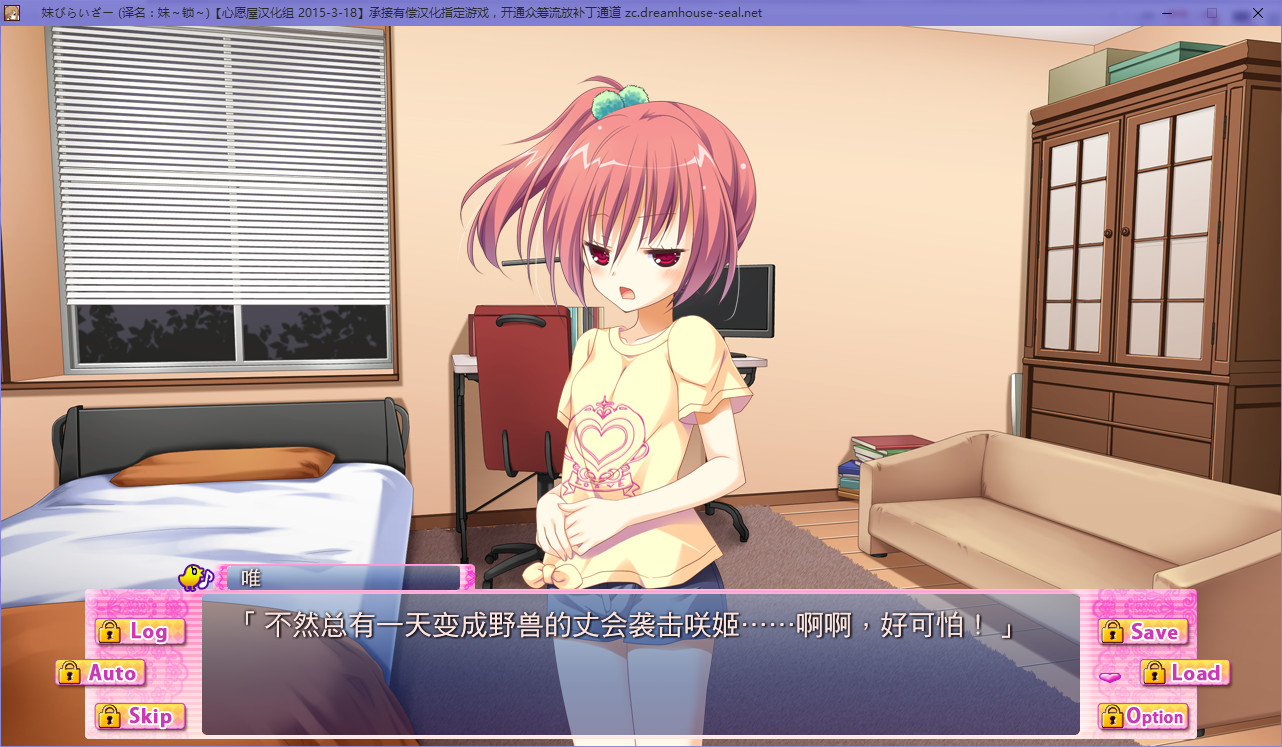 妹びらいざー (译名：妹～锁～)【心愿屋汉化组 2015-3-18】承接有偿汉化指定游戏，开通众筹流放补丁通道 zc.dreamhouse-seal.net
唯
「 不然总有一天变成野兽的丈会袭击咲姬……啊啊，好可怕！ 」
Log
Auto
Skip
Save
Load
Option